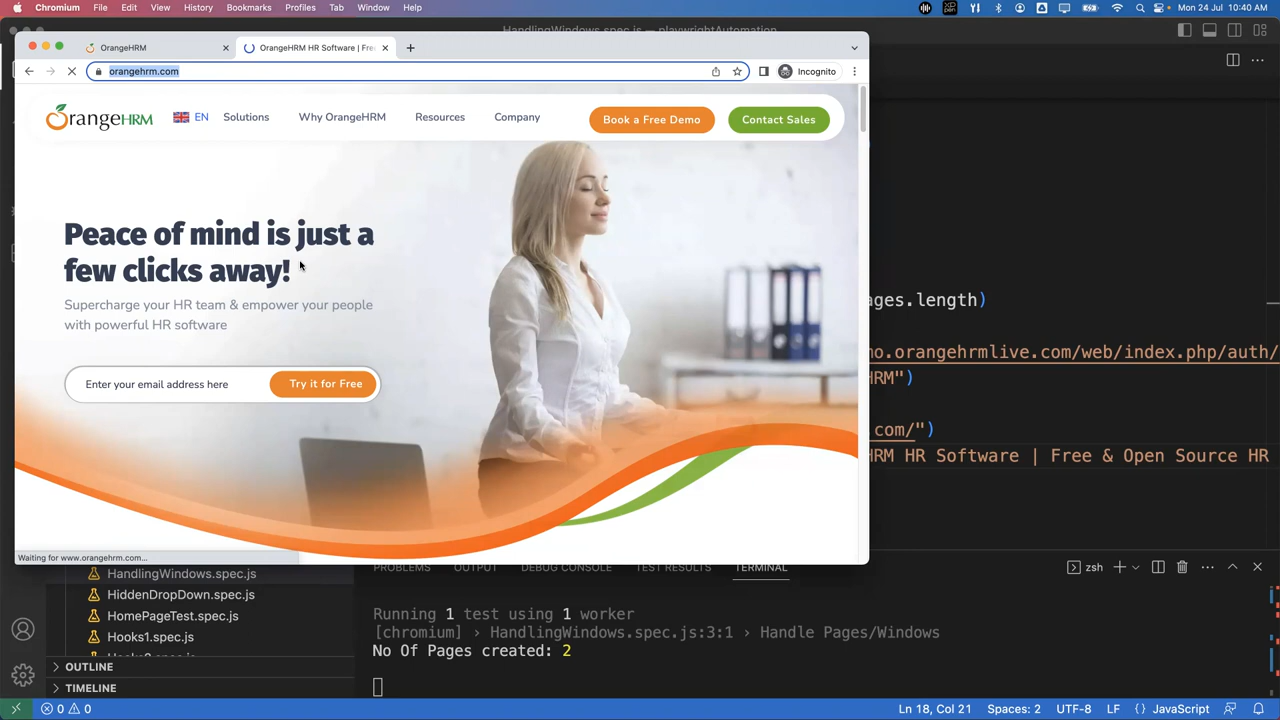 Chromium File Edit View History Bookmarks Profiles Tab Window Help Mon 24 Jul 10:40 AM
HandlingWindows.spec.js — playwrightAutomation
OrangeHRM
OrangeHRM HR Software | Fre
orangehrm.com
Incognito
OrangeHRM
EN
Solutions
Why OrangeHRM
Resources
Company
Book a Free Demo
Contact Sales
Peace of mind is just a
few clicks away!
Supercharge your HR team & empower your people
with powerful HR software
Enter your email address here
Try it for Free
ages.length)
mo.orangehrmlive.com/web/index.php/auth/
HRM")
com/")
HRM HR Software | Free & Open Source HR
Waiting for www.orangehrm.com...
HandlingWindows.spec.js
HiddenDropDown.spec.js
HomePageTest.spec.js
Hooks1.spec.js
OUTLINE
TIMELINE
PROBLEMS OUTPUT DEBUG CONSOLE TEST RESULTS TERMINAL
zsh
Running 1 test using 1 worker
[chromium] › HandlingWindows.spec.js:3:1 › Handle Pages/Windows
No Of Pages created: 2
0 0
Ln 18, Col 21 Spaces: 2 UTF-8 LF {} JavaScript